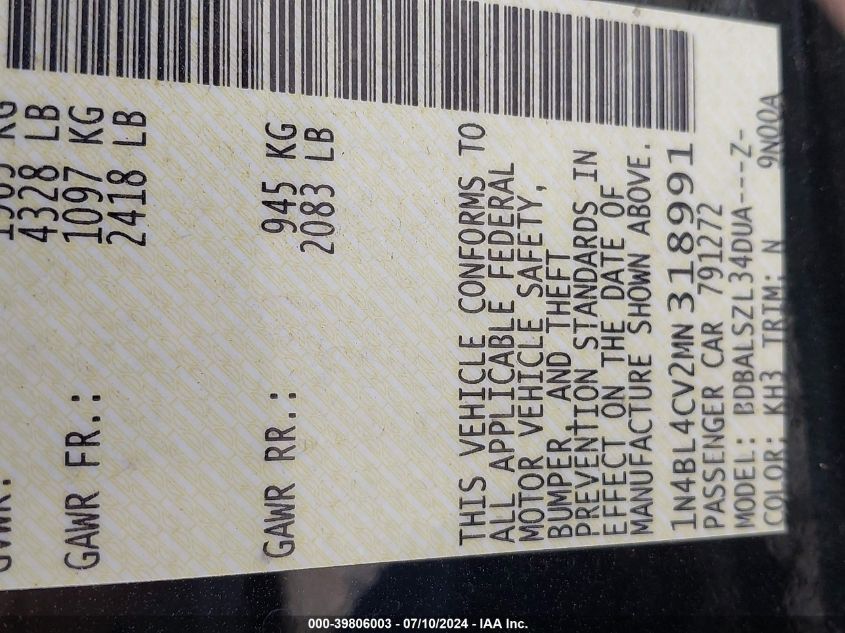 4328 LB
GAWR FR.: 1097 KG
2418 LB
GAWR RR.: 945 KG
2083 LB
THIS VEHICLE CONFORMS TO
ALL APPLICABLE FEDERAL
MOTOR VEHICLE SAFETY,
BUMPER, AND THEFT
PREVENTION STANDARDS IN
EFFECT ON THE DATE OF
MANUFACTURE SHOWN ABOVE.
1N4BL4CV2MN318991
PASSENGER CAR 791272
MODEL: BDBALSZL34DUA----Z-
COLOR: KH3 TRIM: N 9N00A
000-39806003 - 07/10/2024 - IAA Inc.